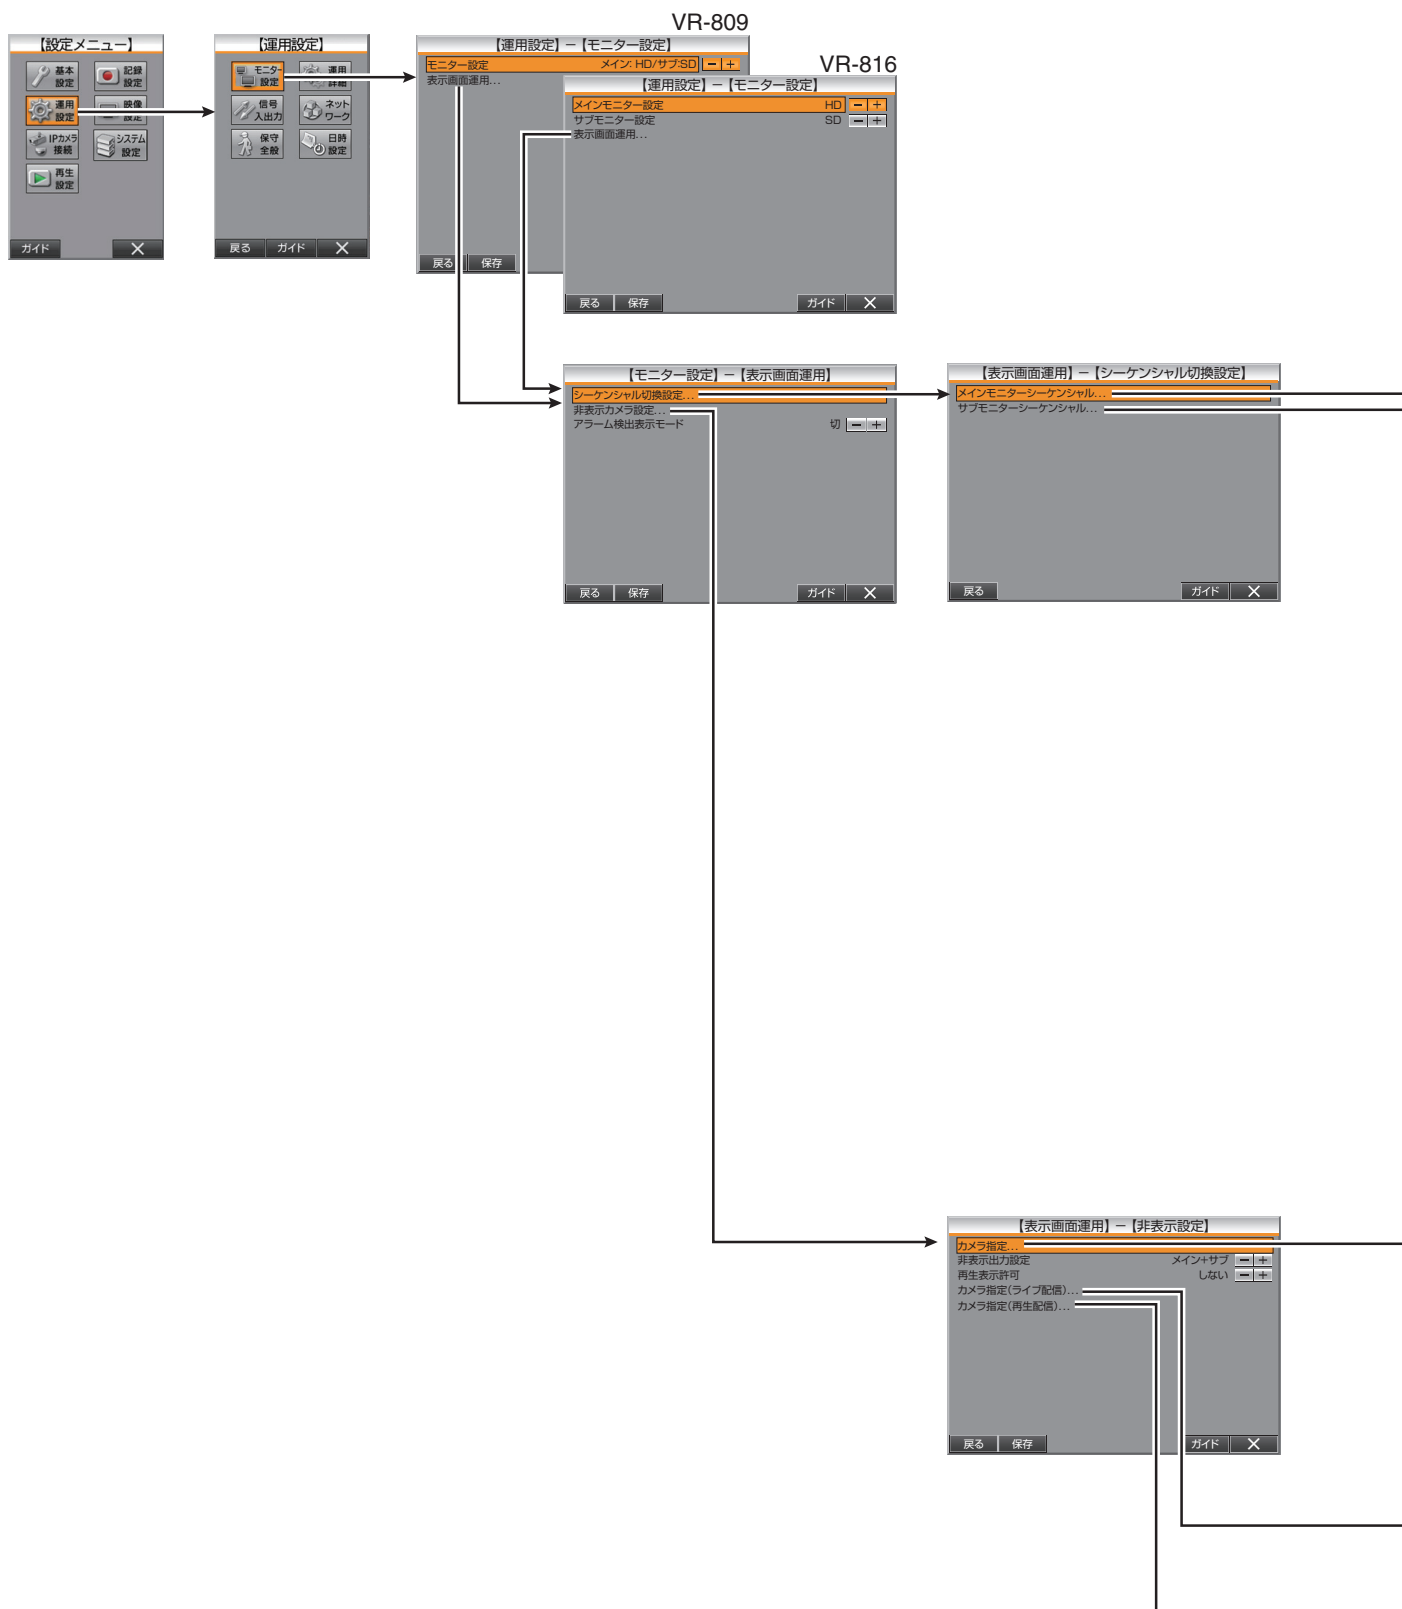 VR-809
【設定メニュー】
基本
設定
記録
設定
運用
設定
映像
設定
IPカメラ
接続
システム
設定
再生
設定
ガイド
【運用設定】
モニター
設定
運用
詳細
信号
入出力
ネット
ワーク
保守
全般
日時
設定
戻る ガイド
【運用設定】－【モニター設定】
モニター設定 メイン: HD/サブ:SD － ＋
表示画面運用...
戻る 保存
VR-816
【運用設定】－【モニター設定】
メインモニター設定 HD － ＋
サブモニター設定 SD － ＋
表示画面運用...
戻る 保存 ガイド
【モニター設定】－【表示画面運用】
シーケンシャル切換設定...
非表示カメラ設定...
アラーム検出表示モード 切 － ＋
戻る 保存 ガイド
【表示画面運用】－【シーケンシャル切換設定】
メインモニターシーケンシャル...
サブモニターシーケンシャル...
戻る ガイド
【表示画面運用】－【非表示設定】
カメラ指定...
非表示出力設定 メイン+サブ － ＋
再生表示許可 しない － ＋
カメラ指定(ライブ配信)...
カメラ指定(再生配信)...
戻る 保存 ガイド